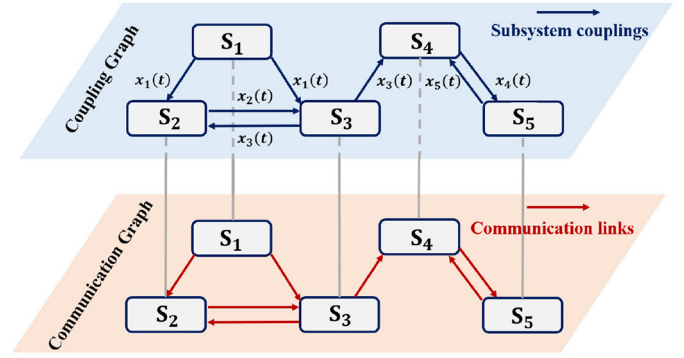 Coupling Graph
Subsystem couplings
S₁
S₄
x₁(t)
x₁(t)
x₂(t)
x₃(t)
x₅(t)
x₄(t)
S₂
S₃
S₅
x₃(t)
Communication Graph
Communication links
S₁
S₄
S₂
S₃
S₅